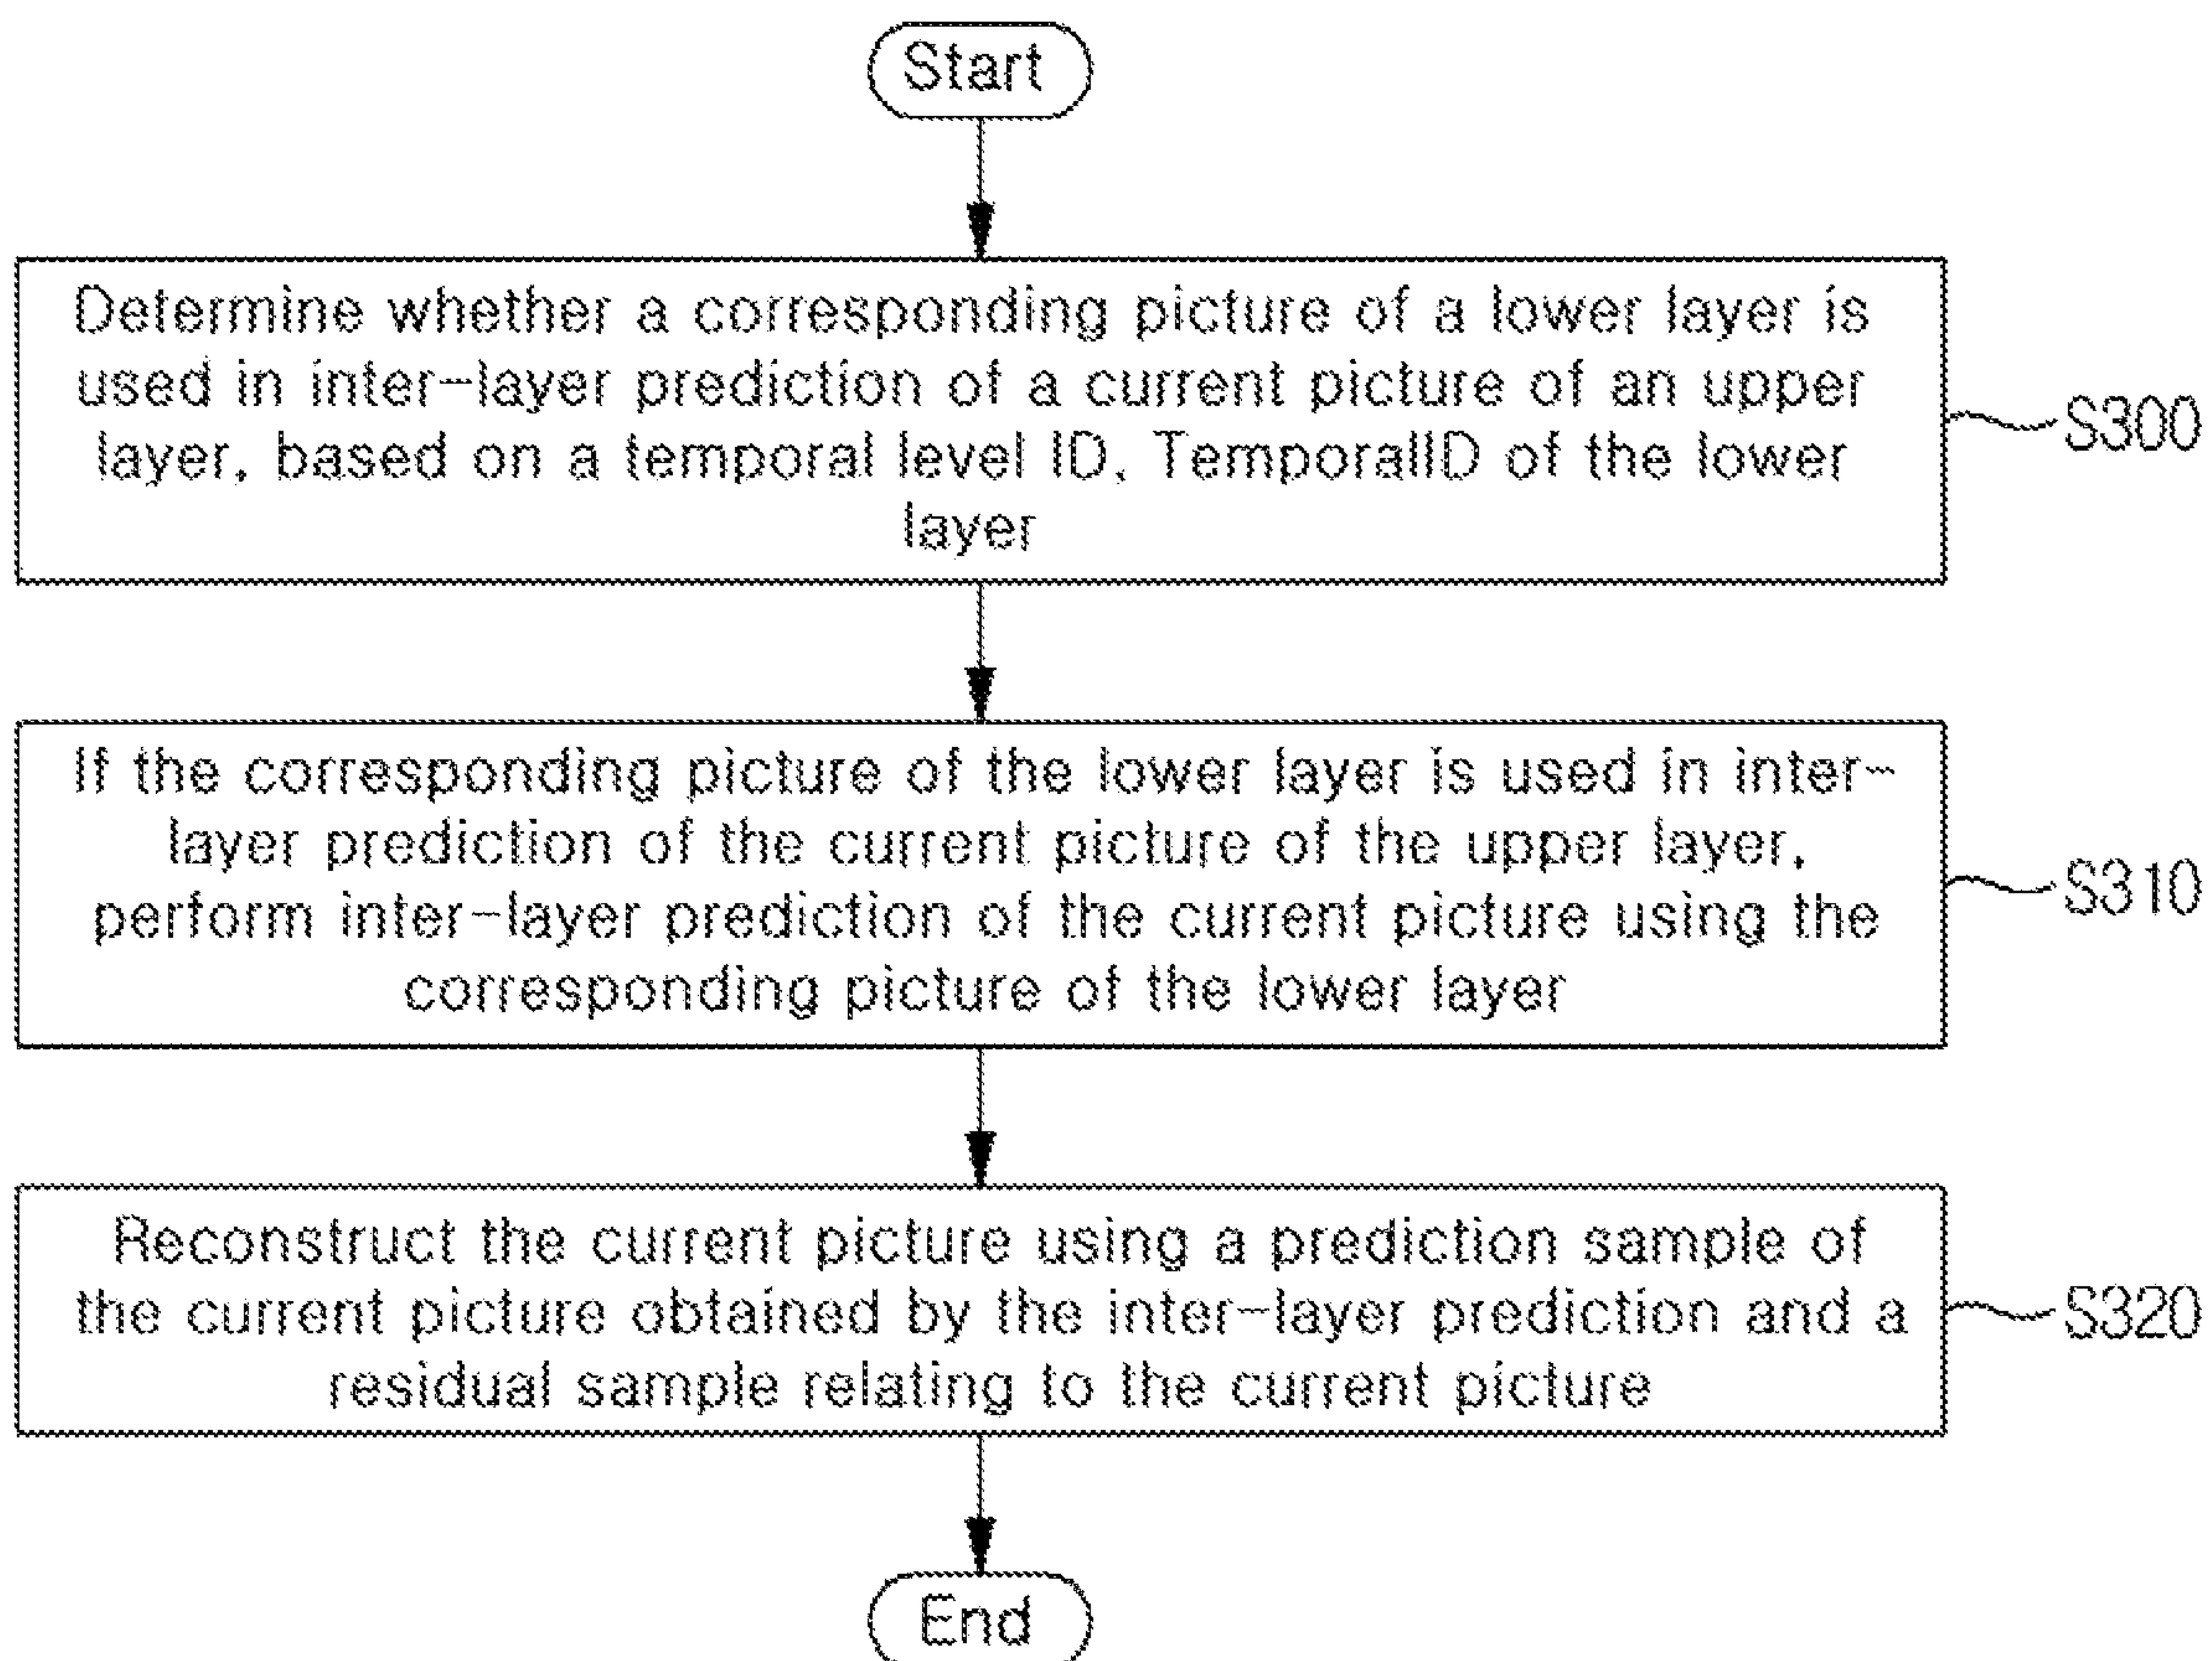 Start
Determine whether a corresponding picture of a lower layer is
used in inter-layer prediction of a current picture of an upper
layer, based on a temporal level ID, TemporalID of the lower
layer
S300
If the corresponding picture of the lower layer is used in inter-
layer prediction of the current picture of the upper layer,
perform inter-layer prediction of the current picture using the
corresponding picture of the lower layer
S310
Reconstruct the current picture using a prediction sample of
the current picture obtained by the inter-layer prediction and a
residual sample relating to the current picture
S320
End